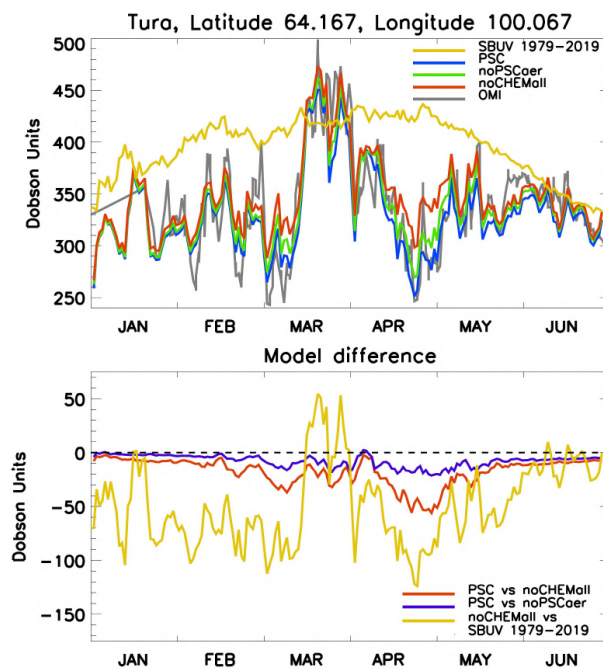 Tura, Latitude 64.167, Longitude 100.067
500
450
400
350
300
250
Dobson Units
SBUV 1979-2019
PSC
noPSCaer
noCHEMall
OMI
JAN FEB MAR APR MAY JUN
Model difference
50
0
-50
-100
-150
Dobson Units
PSC vs noCHEMall
PSC vs noPSCaer
noCHEMall vs
SBUV 1979-2019
JAN FEB MAR APR MAY JUN